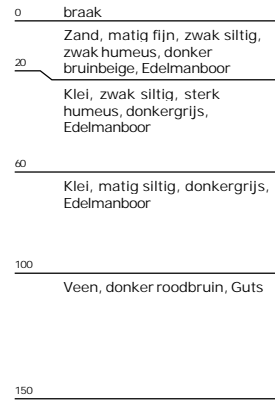 0 braak
Zand, matig fijn, zwak siltig,
zwak humeus, donker
20 bruinbeige, Edelmanboor
Klei, zwak siltig, sterk
humeus, donkergrijs,
Edelmanboor
60
Klei, matig siltig, donkergrijs,
Edelmanboor
100
Veen, donker roodbruin, Guts
150